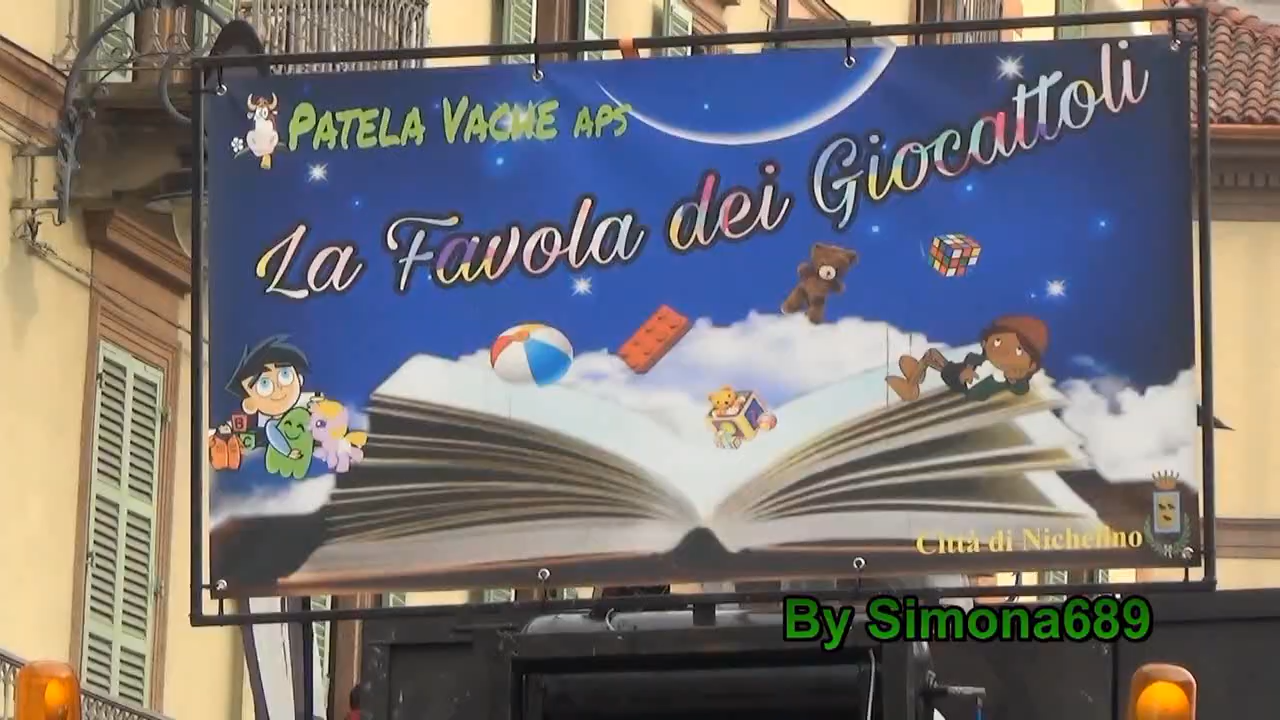 PATELA VACHE APS
La Favola dei Giocattoli
B
C
Città di Nichelino
By Simona689